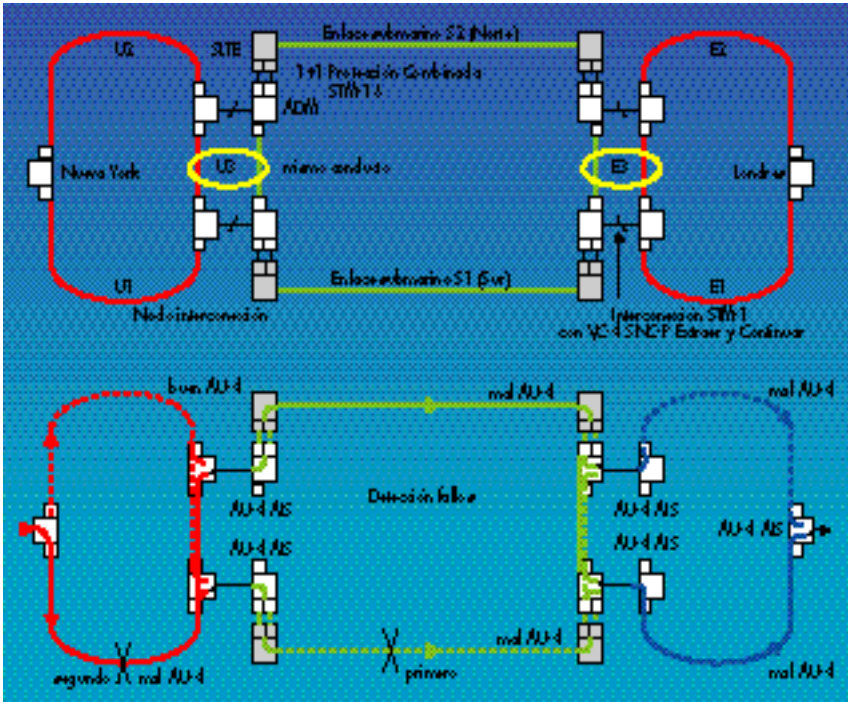 U2
SLTE
Enlace submarino S2 (Norte)
E2
1+1 Protección Combinada
STM-1 6
ADM
Nueva York
U3
mismo conducto
E3
Londres
U1
Enlace submarino S1 (Sur)
E1
Nodo interconexión
Interconexión STM-1
con VC-4 SNC-P Extraer y Continuar
buen AU-4
mal AU-4
mal AU-4
Detección fallos
AU-4 AIS
AU-4 AIS
AU-4 AIS
AU-4 AIS
AU-4 AIS
mal AU-4
segundo
mal AU-4
primero
mal AU-4